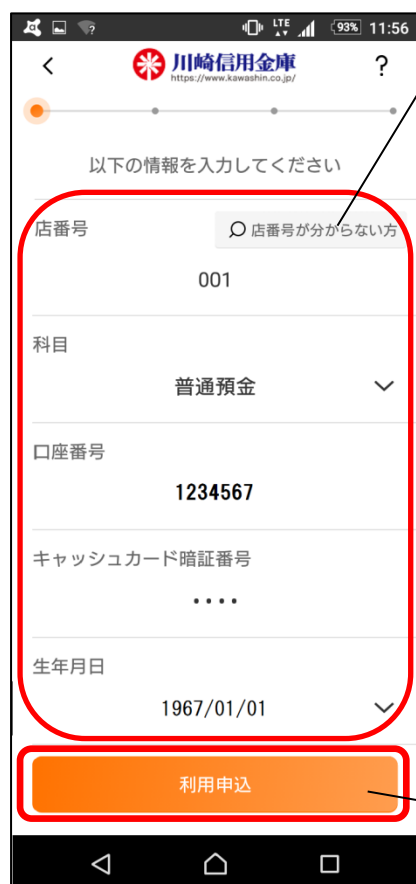 LTE 93% 11:56
川崎信用金庫 ?
https://www.kawashin.co.jp/
以下の情報を入力してください
店番号 店番号が分からない方
001
科目
普通預金
口座番号
1234567
キャッシュカード暗証番号
••••
生年月日
1967/01/01
利用申込